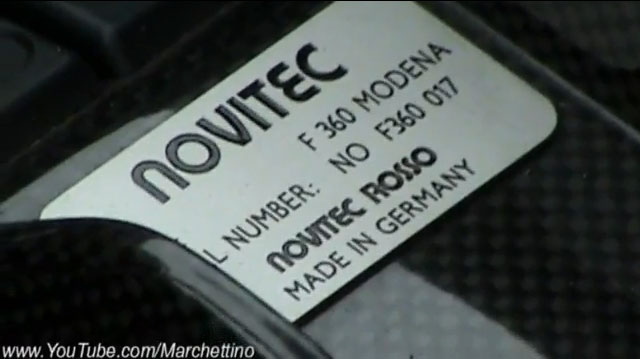 NOVITEC
F 360 MODENA
L NUMBER: NO F360 017
NOVITEC ROSSO
MADE IN GERMANY
www.YouTube.com/Marchettino